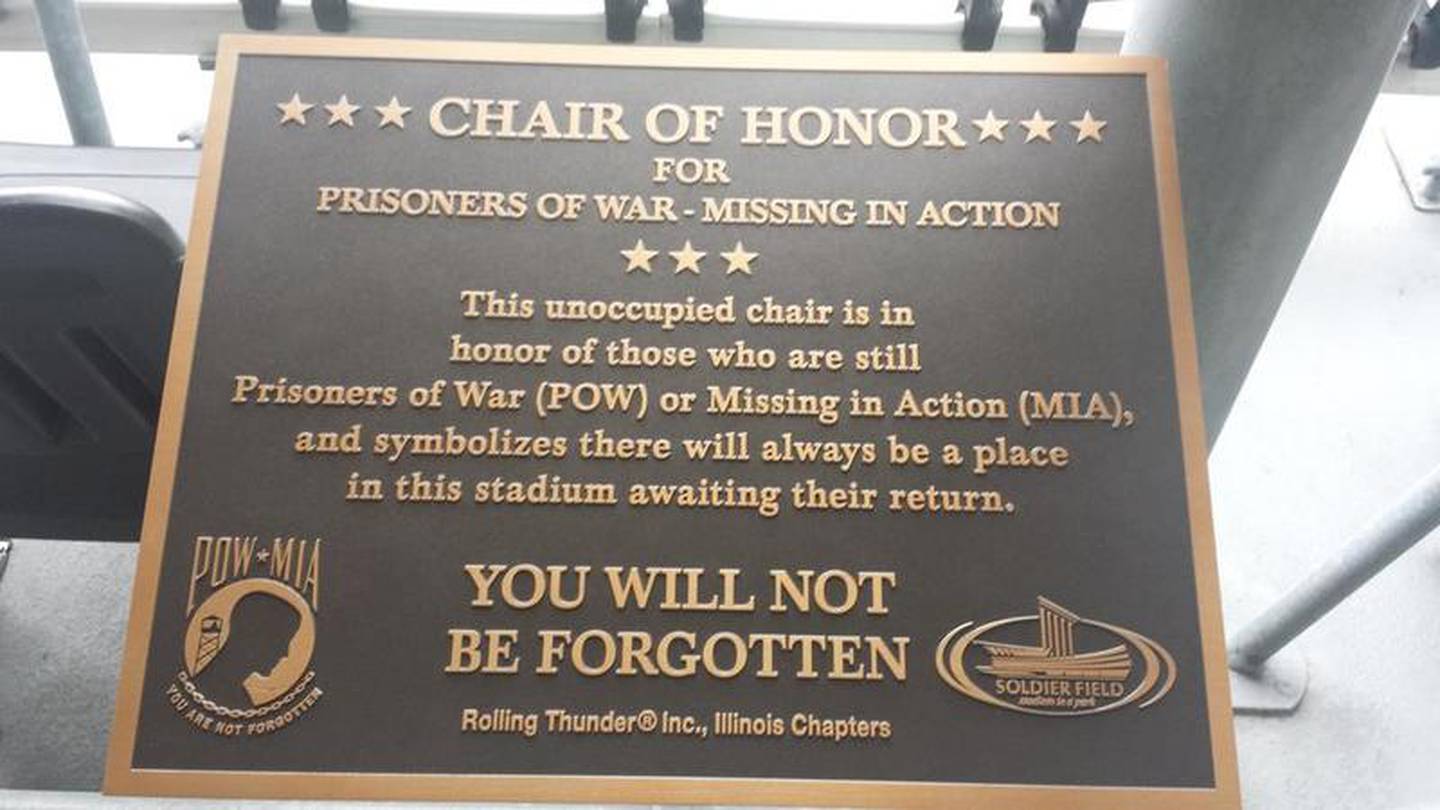 ★★★ CHAIR OF HONOR ★★★
FOR
PRISONERS OF WAR - MISSING IN ACTION
★★★
This unoccupied chair is in
honor of those who are still
Prisoners of War (POW) or Missing in Action (MIA),
and symbolizes there will always be a place
in this stadium awaiting their return.
POW★MIA
YOU ARE NOT FORGOTTEN
YOU WILL NOT
BE FORGOTTEN
SOLDIER FIELD
stadium in a park
Rolling Thunder® Inc., Illinois Chapters